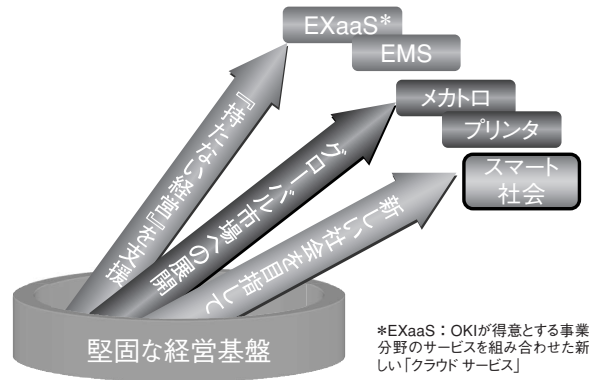 EXaaS*
EMS
メカトロ
プリンタ
スマート
社会
『持たない経営』を支援
グローバル市場への展開
新しい社会を目指して
堅固な経営基盤
*EXaaS:OKIが得意とする事業
分野のサービスを組み合わせた新
しい「クラウド サービス」